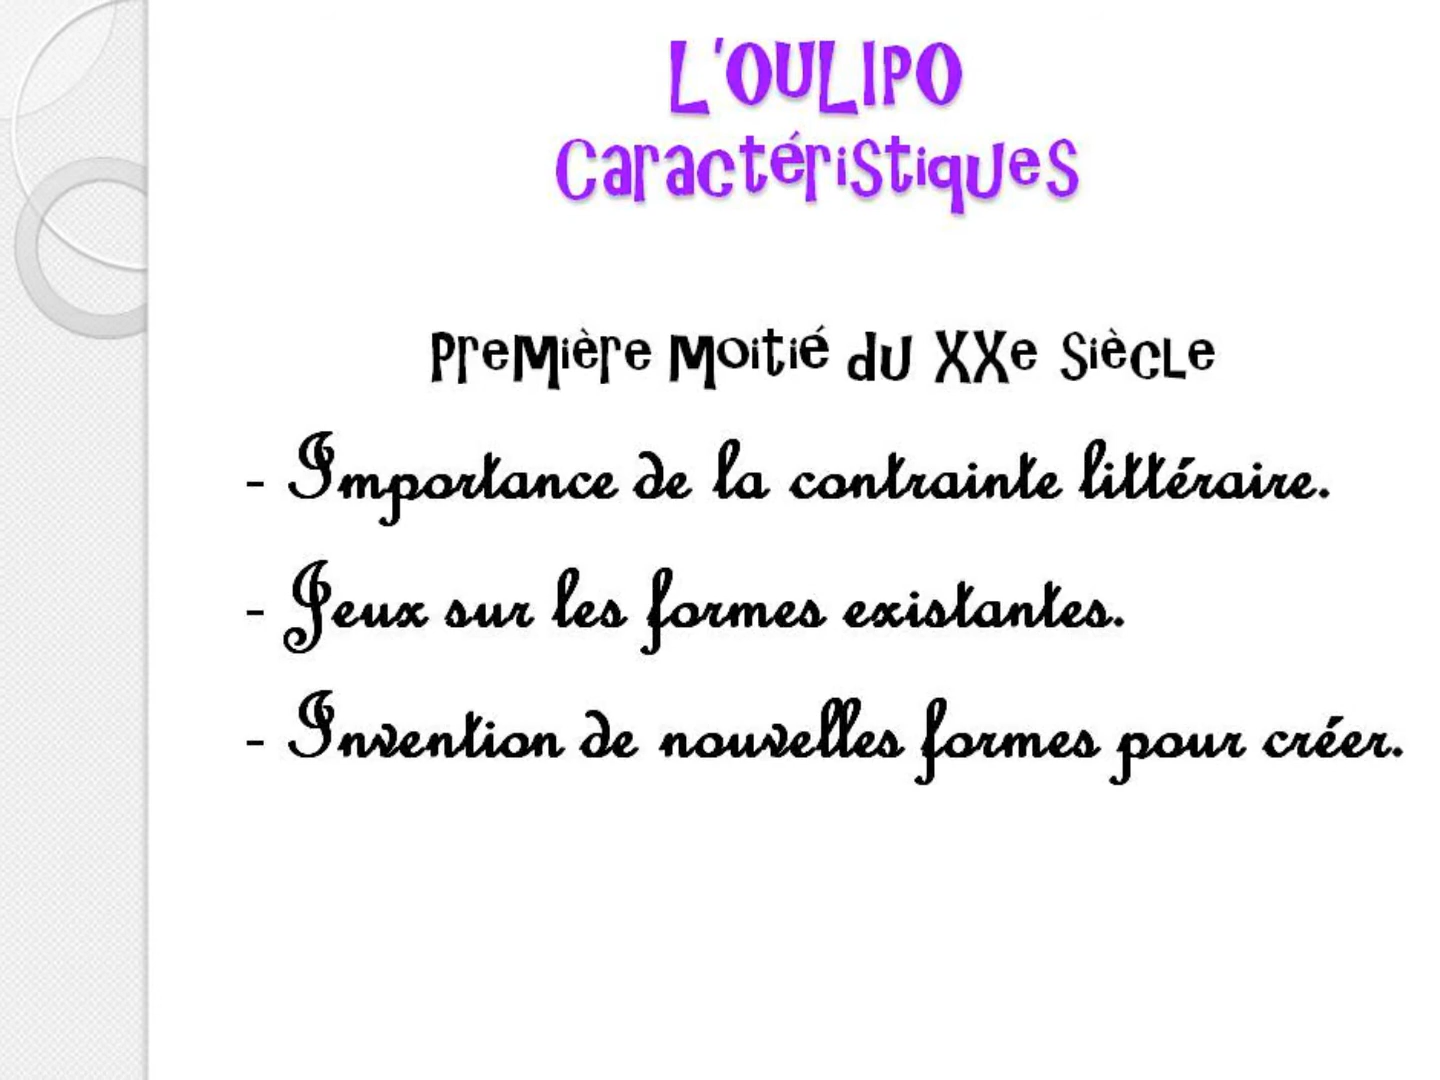 L'OULIPO
Caractéristiques
Première moitié du XXe siècle
- Importance de la contrainte littéraire.
- Jeux sur les formes existantes.
- Invention de nouvelles formes pour créer.